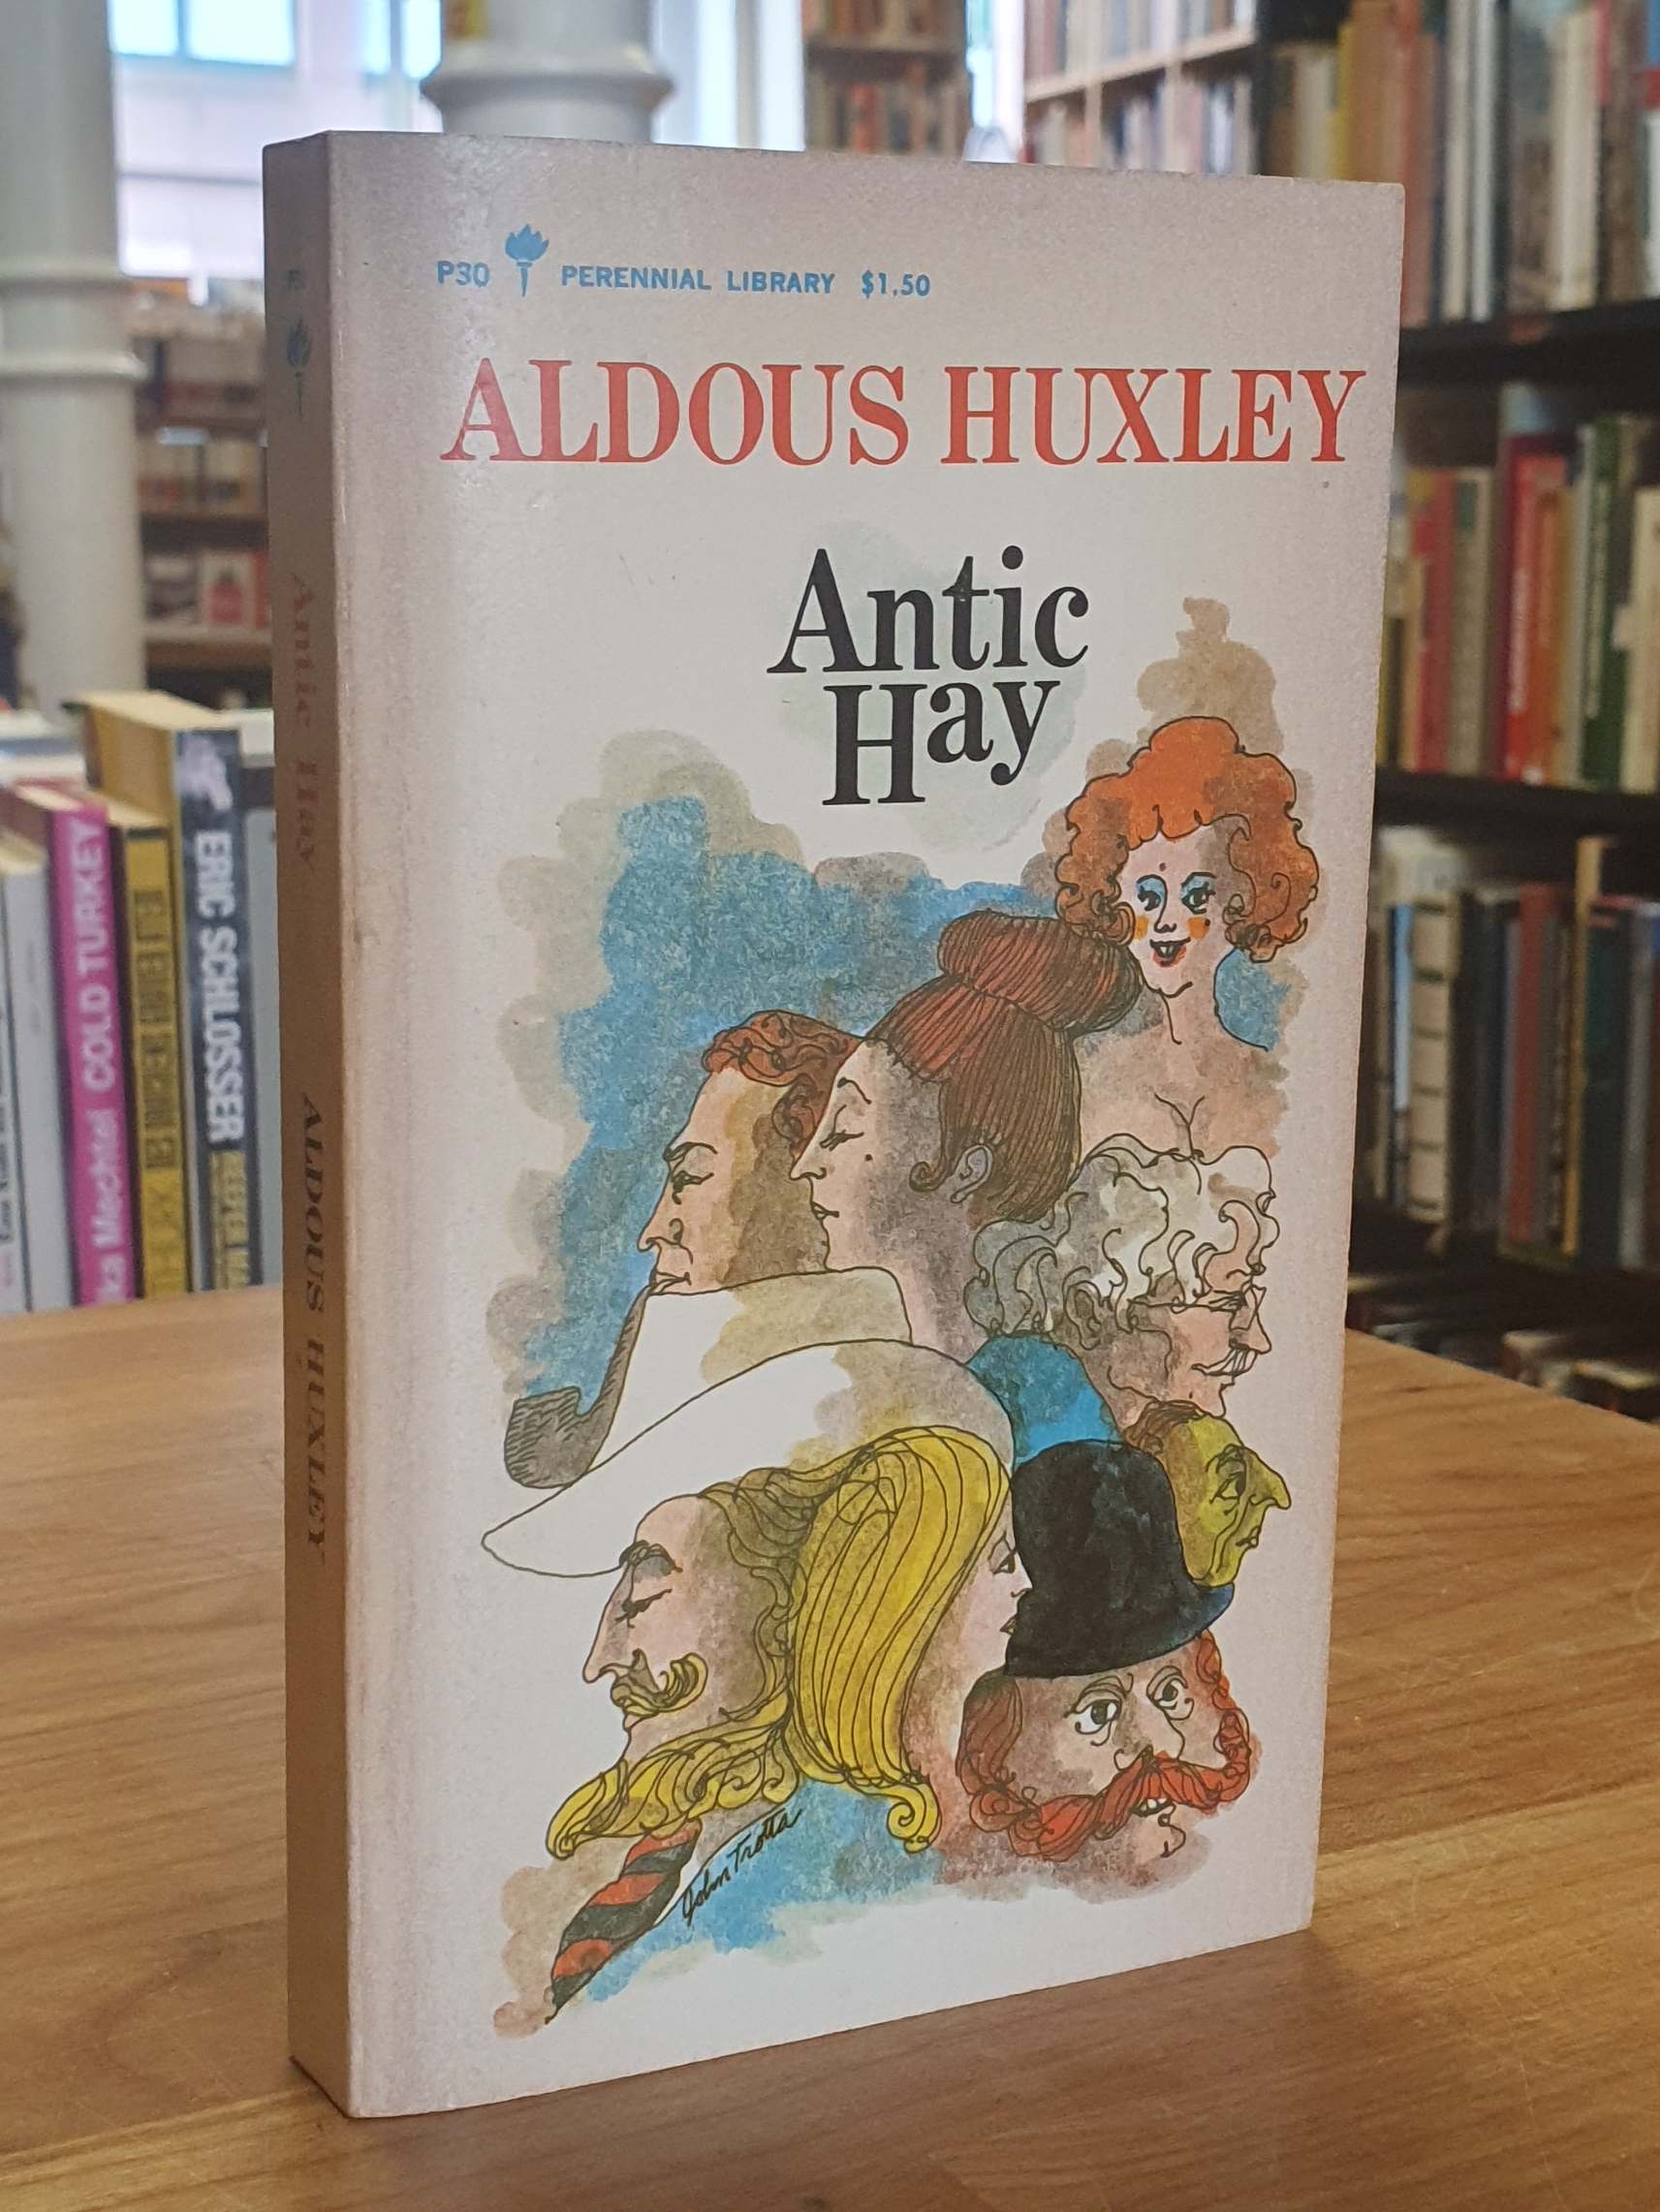 P30 PERENNIAL LIBRARY $1.50
ALDOUS HUXLEY
Antic
Hay
John Trotta
Antic Hay ALDOUS HUXLEY
COLD TURKEY
ERIC SCHLOSSER